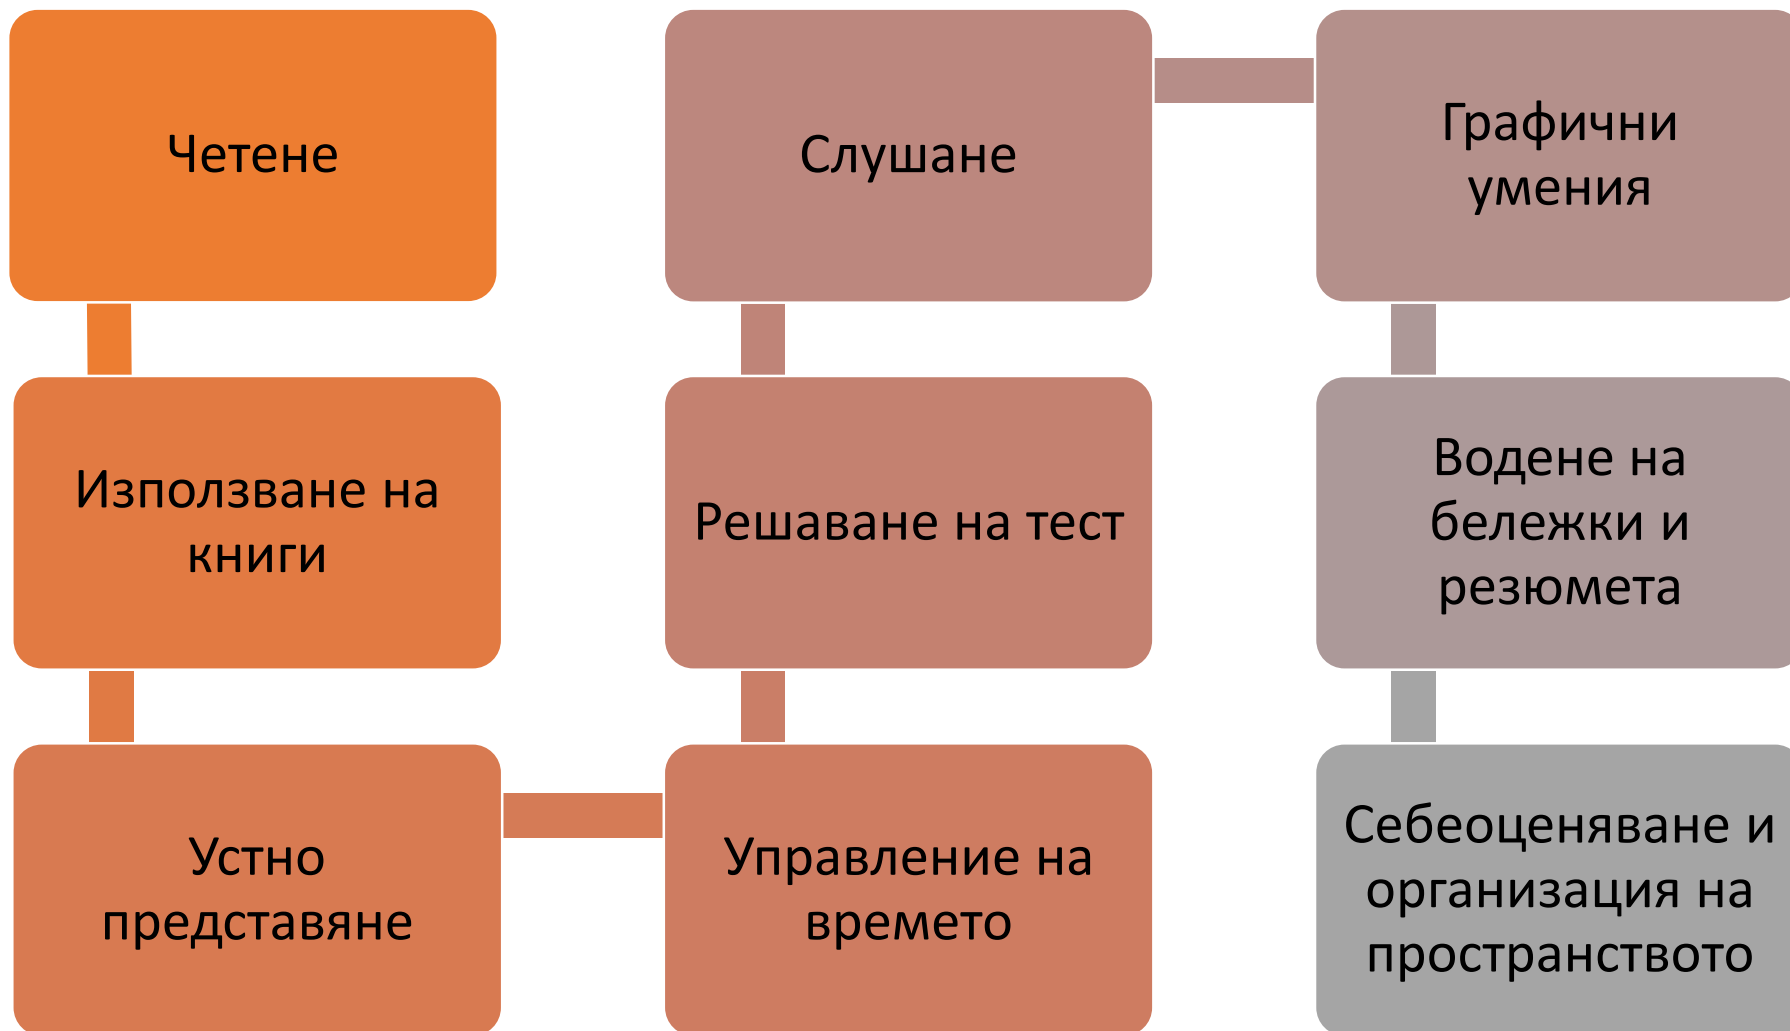 Четене
Използване на
книги
Устно
представяне
Управление на
времето
Решаване на тест
Слушане
Графични
умения
Водене на
бележки и
резюмета
Себеоценяване и
организация на
пространството